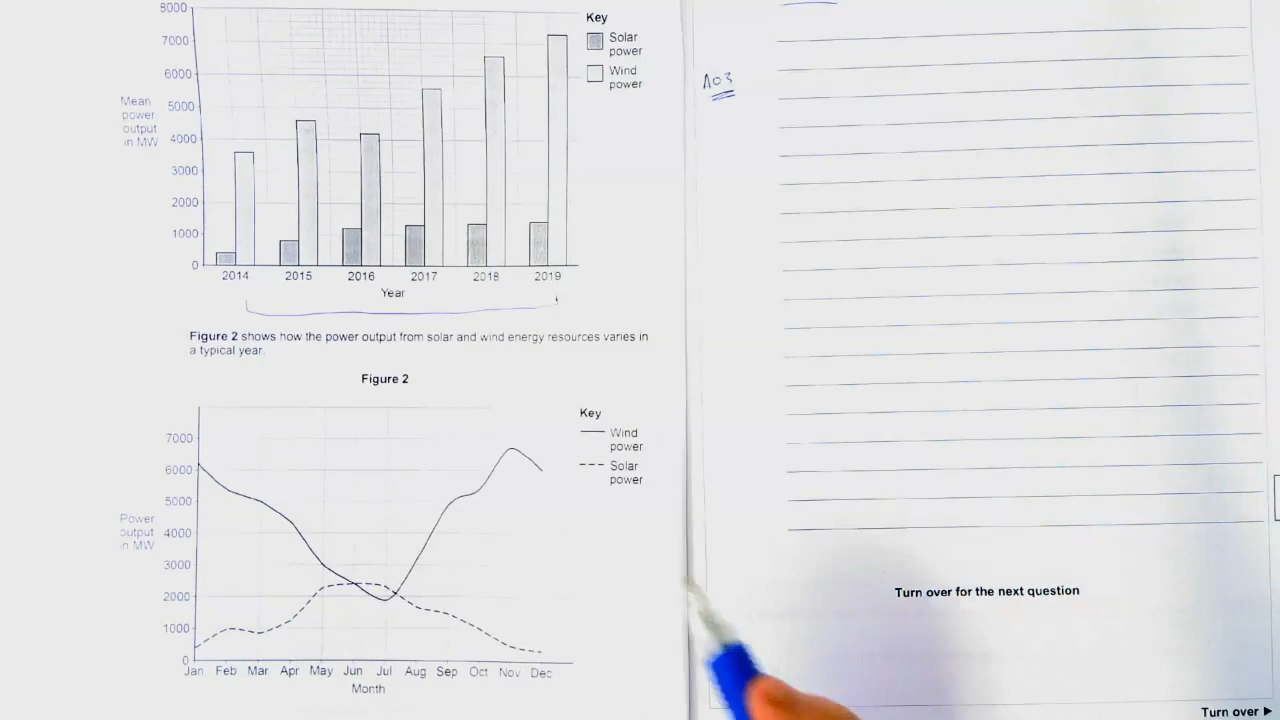 8000
7000
6000
5000
4000
3000
2000
1000
0
Mean
power
output
in MW
2014 2015 2016 2017 2018 2019
Year
Key
Solar
power
Wind
power
Figure 2 shows how the power output from solar and wind energy resources varies in
a typical year.
Figure 2
7000
6000
5000
4000
3000
2000
1000
0
Power
output
in MW
Jan Feb Mar Apr May Jun Jul Aug Sep Oct Nov Dec
Month
Key
Wind
power
Solar
power
AO3
Turn over for the next question
Turn over ►